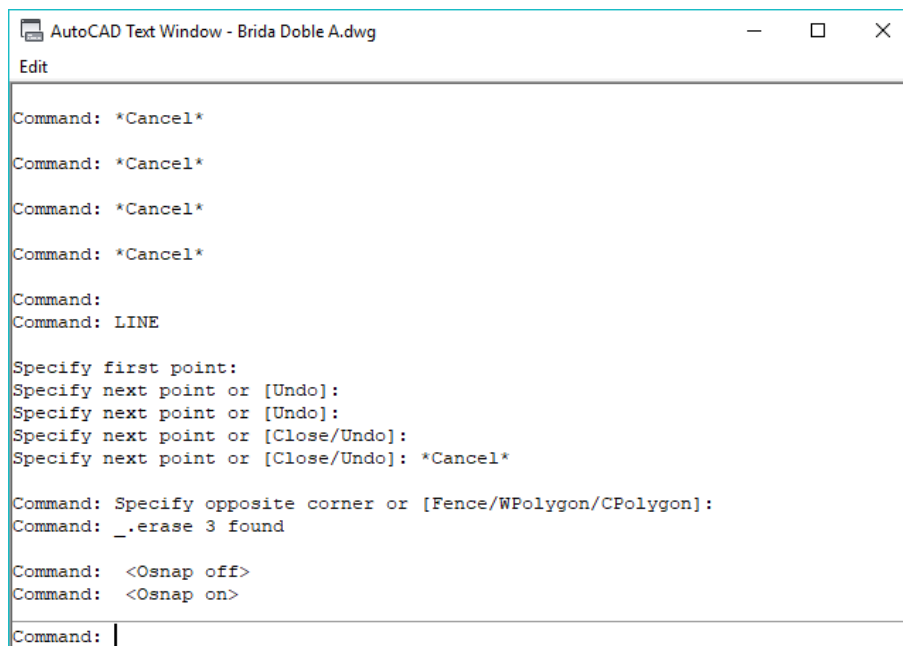 AutoCAD Text Window - Brida Doble A.dwg
Edit
Command: *Cancel*
Command: *Cancel*
Command: *Cancel*
Command: *Cancel*
Command:
Command: LINE
Specify first point:
Specify next point or [Undo]:
Specify next point or [Undo]:
Specify next point or [Close/Undo]:
Specify next point or [Close/Undo]: *Cancel*
Command: Specify opposite corner or [Fence/WPolygon/CPolygon]:
Command: _.erase 3 found
Command:  <Osnap off>
Command:  <Osnap on>
Command: